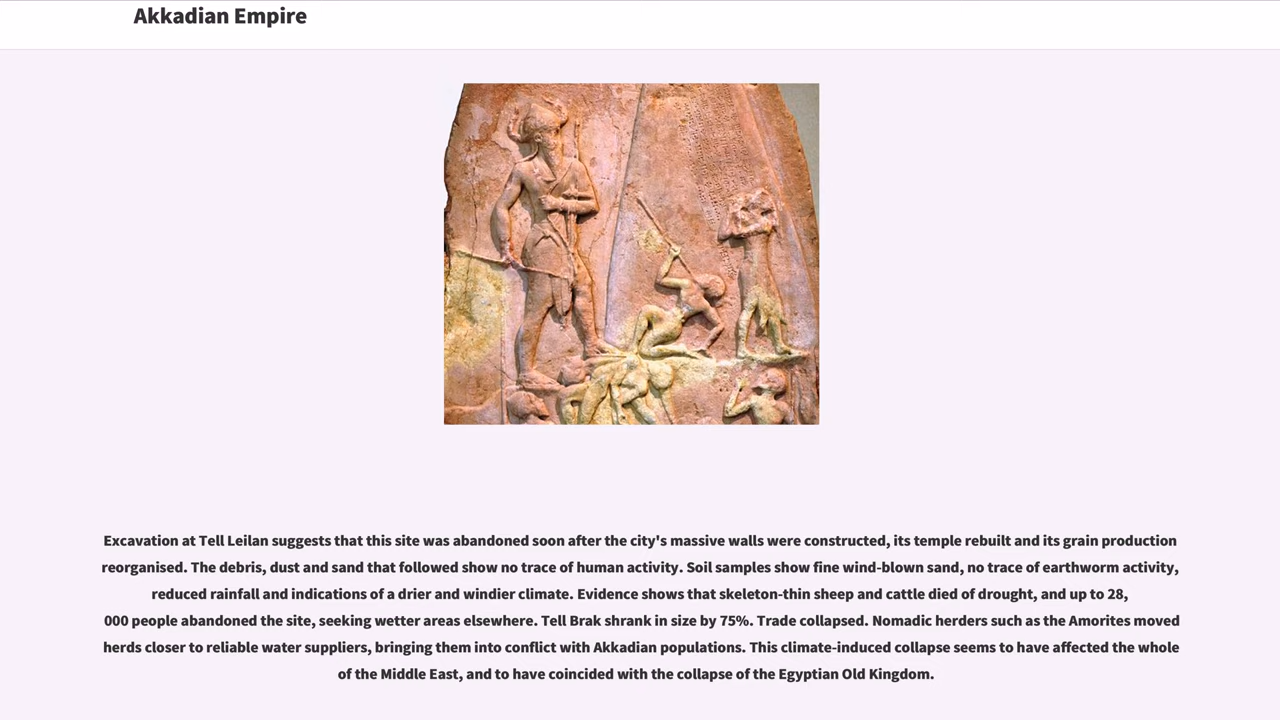 Akkadian Empire
Excavation at Tell Leilan suggests that this site was abandoned soon after the city's massive walls were constructed, its temple rebuilt and its grain production
reorganised. The debris, dust and sand that followed show no trace of human activity. Soil samples show fine wind-blown sand, no trace of earthworm activity,
reduced rainfall and indications of a drier and windier climate. Evidence shows that skeleton-thin sheep and cattle died of drought, and up to 28,
000 people abandoned the site, seeking wetter areas elsewhere. Tell Brak shrank in size by 75%. Trade collapsed. Nomadic herders such as the Amorites moved
herds closer to reliable water suppliers, bringing them into conflict with Akkadian populations. This climate-induced collapse seems to have affected the whole
of the Middle East, and to have coincided with the collapse of the Egyptian Old Kingdom.